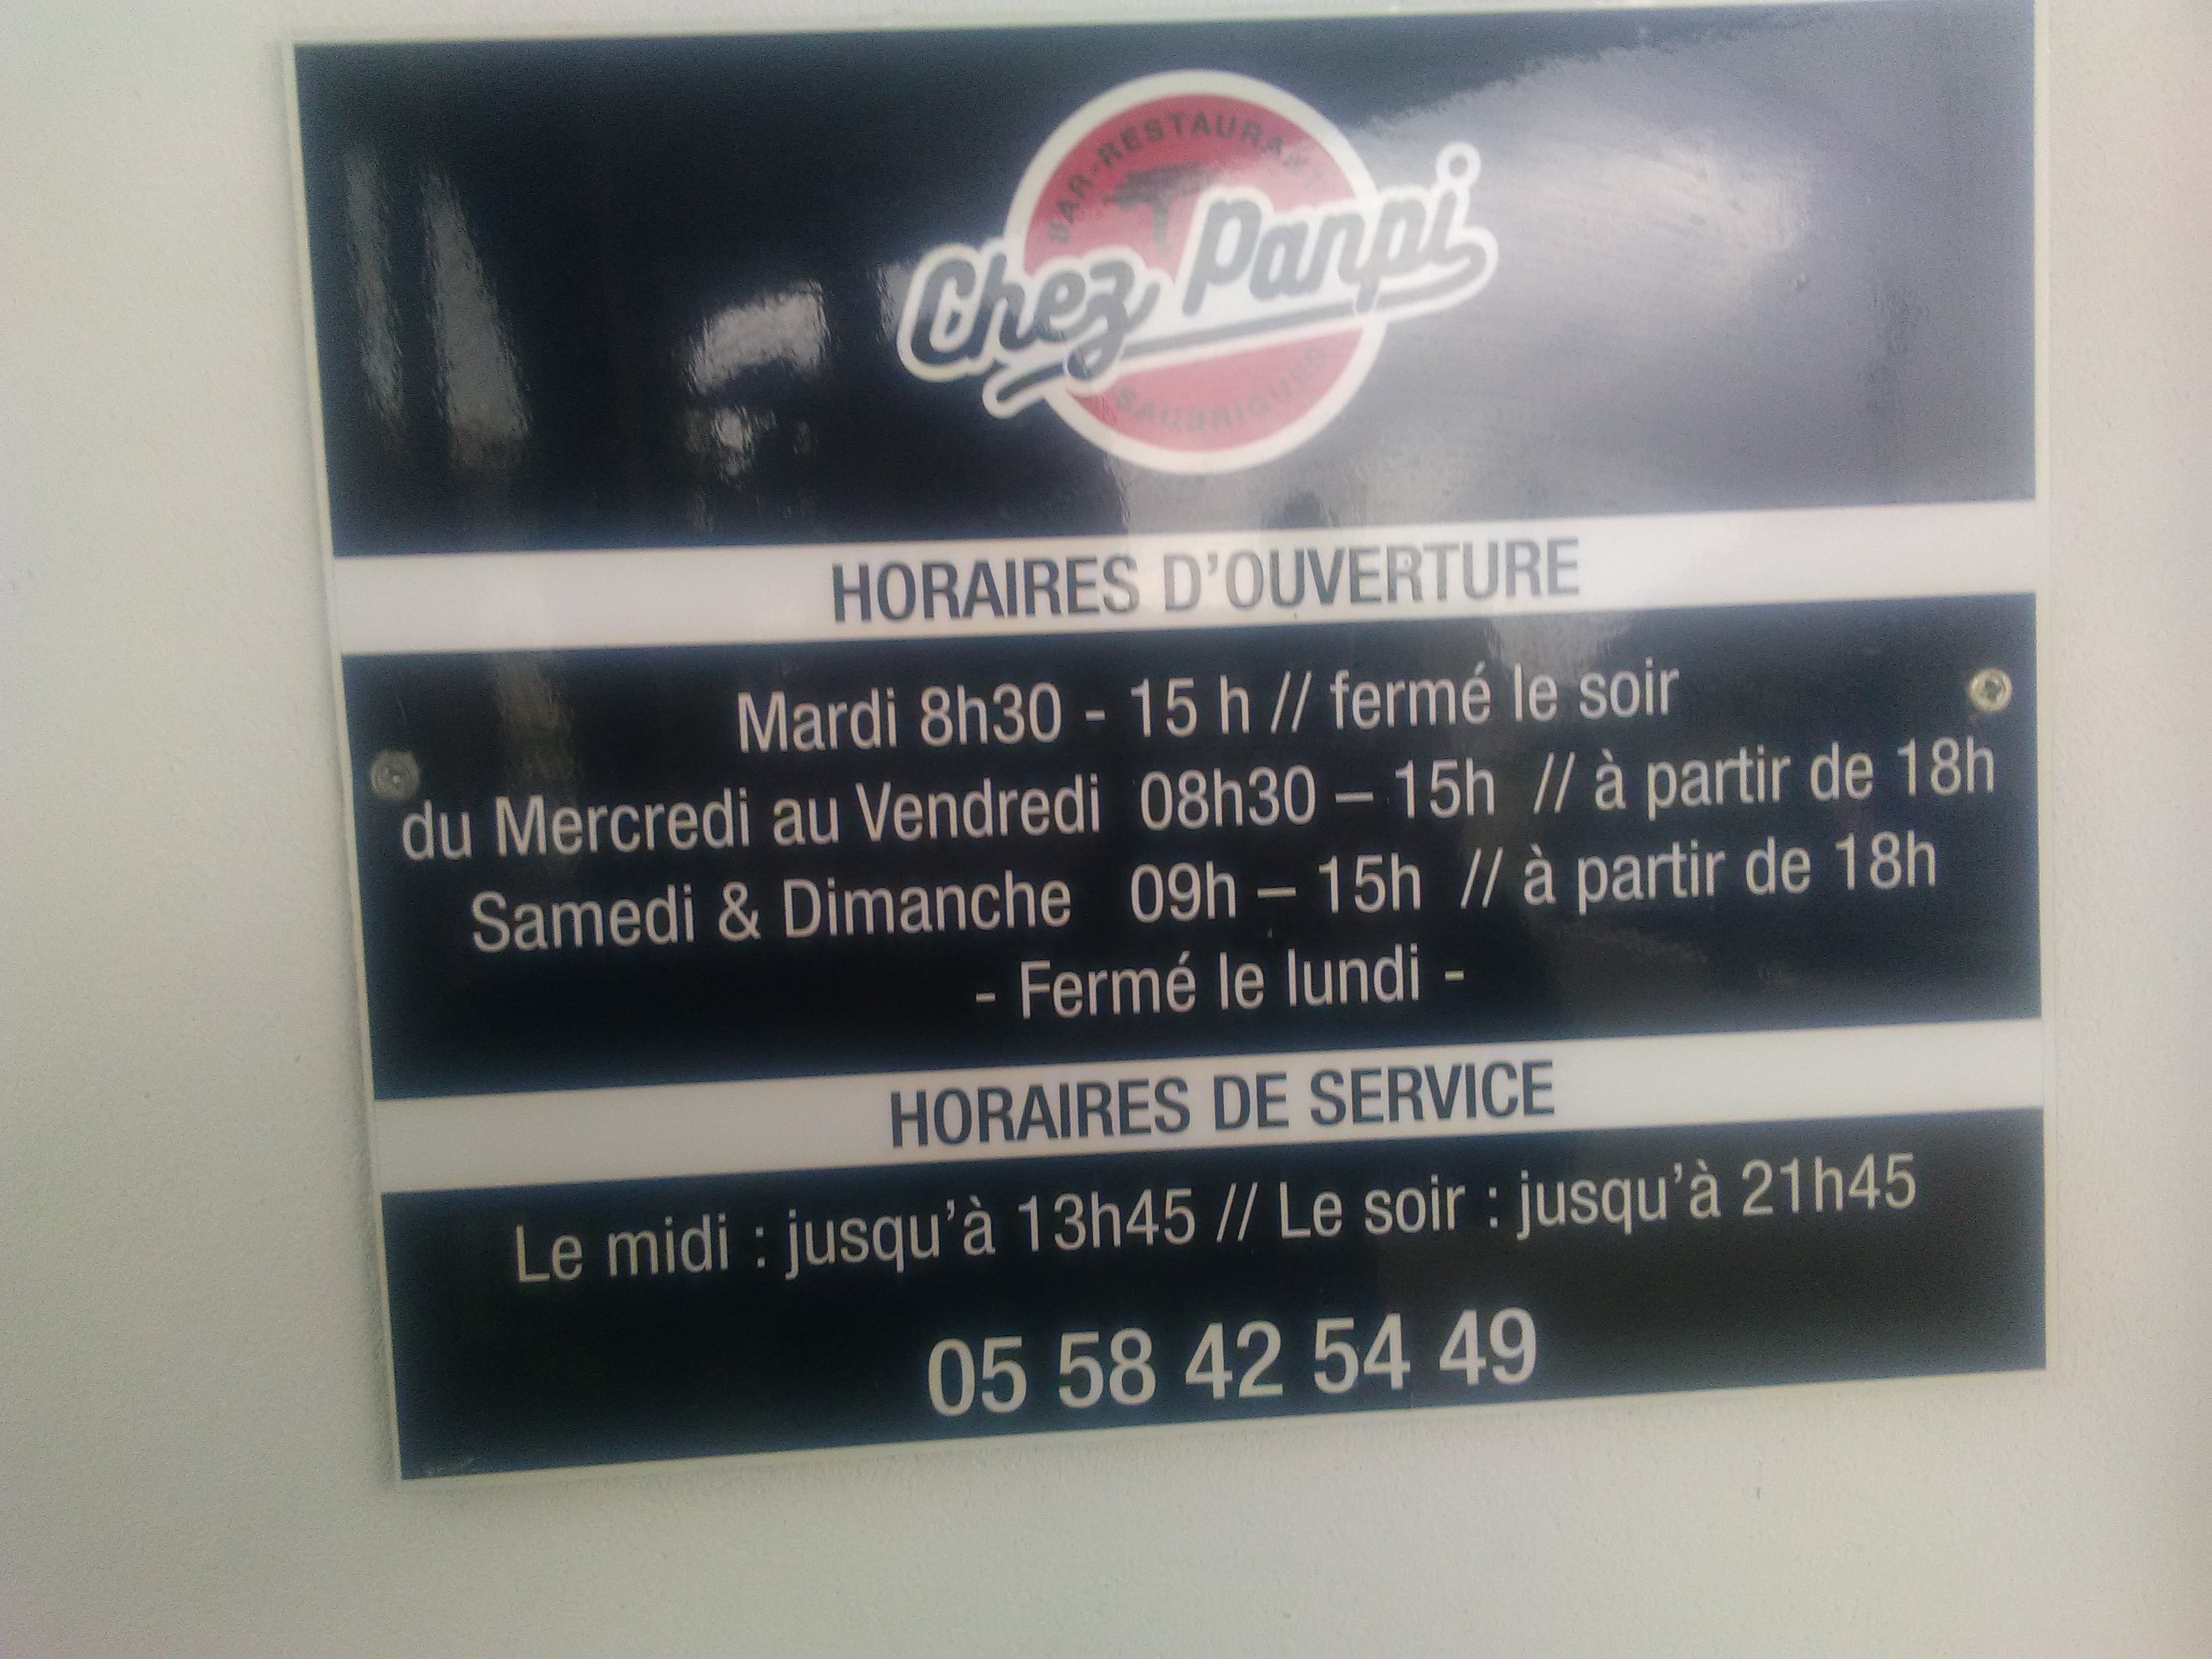 BAR-RESTAURANT
Chez Panpi
SAUBRIGUES
HORAIRES D'OUVERTURE
Mardi 8h30 - 15 h // fermé le soir
du Mercredi au Vendredi 08h30 – 15h // à partir de 18h
Samedi & Dimanche 09h – 15h // à partir de 18h
- Fermé le lundi -
HORAIRES DE SERVICE
Le midi : jusqu'à 13h45 // Le soir : jusqu'à 21h45
05 58 42 54 49